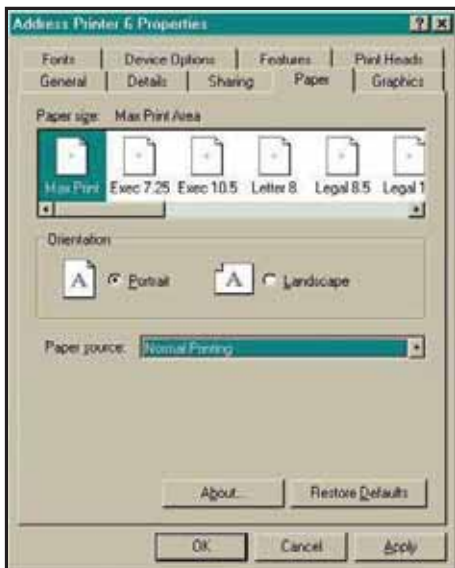 Address Printer 6 Properties
Fonts Device Options Features Print Heads
General Details Sharing Paper Graphics
Paper size: Max Print Area
Max Print Exec 7.25 Exec 10.5 Letter 8. Legal 8.5 Legal 1
Orientation
A Portrait A Landscape
Paper source: Normal Printing
About... Restore Defaults
OK Cancel Apply